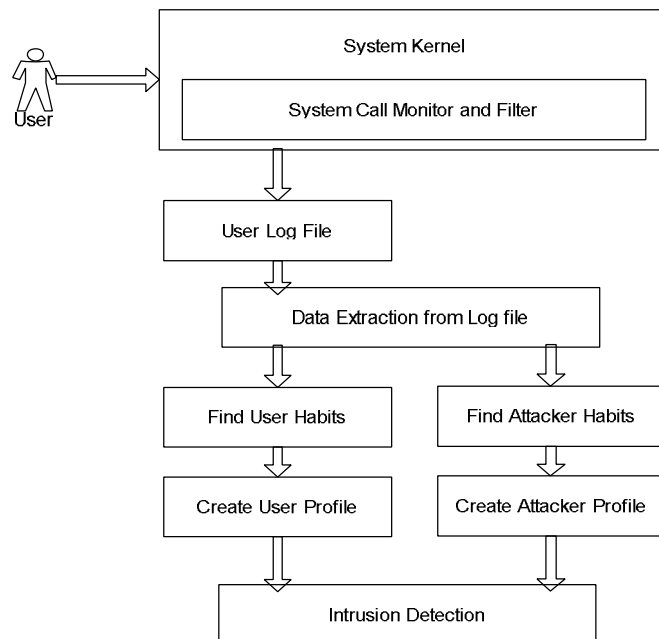 System Kernel
System Call Monitor and Filter
User
User Log File
Data Extraction from Log file
Find User Habits
Find Attacker Habits
Create User Profile
Create Attacker Profile
Intrusion Detection